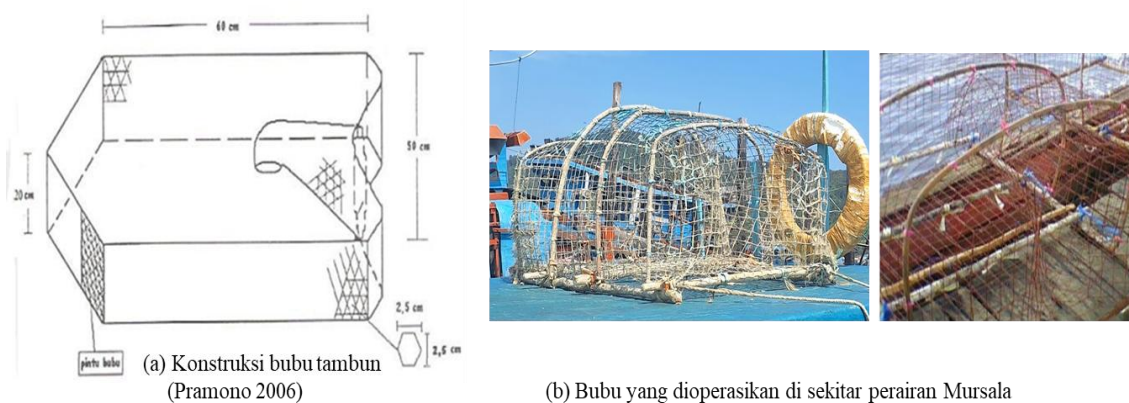 60 cm
50 cm
20 cm
2,5 cm
2,5 cm
pintu bubu
(a) Konstruksi bubu tambun
(Pramono 2006)
(b) Bubu yang dioperasikan di sekitar perairan Mursala